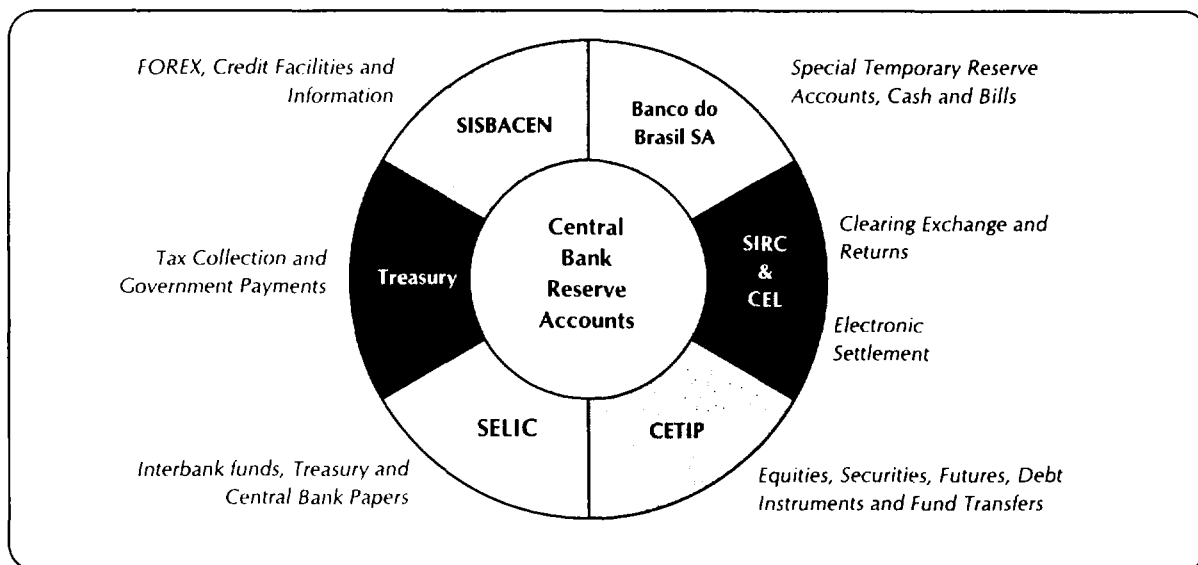 FOREX, Credit Facilities and
Information
SISBACEN
Banco do
Brasil SA
Special Temporary Reserve
Accounts, Cash and Bills
Tax Collection and
Government Payments
Treasury
Central
Bank
Reserve
Accounts
SIRC
&
CEL
Clearing Exchange and
Returns
Electronic
Settlement
Interbank funds, Treasury and
Central Bank Papers
SELIC
CETIP
Equities, Securities, Futures, Debt
Instruments and Fund Transfers